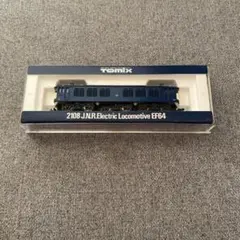 TOMIX
2108 J.N.R.Electric Locomotive EF64